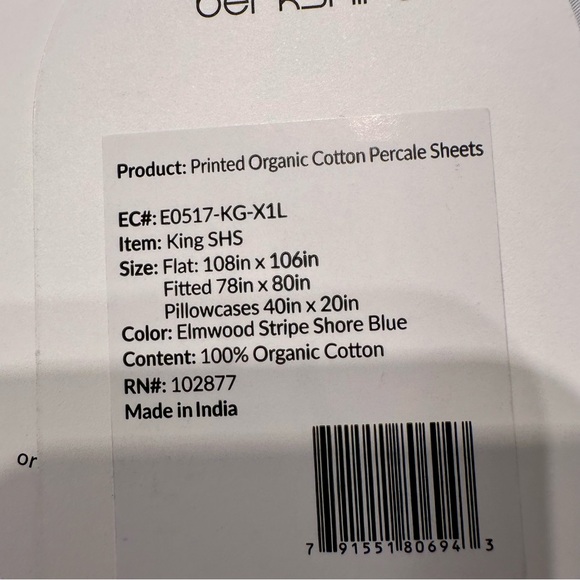 Product: Printed Organic Cotton Percale Sheets
EC#: E0517-KG-X1L
Item: King SHS
Size: Flat: 108in x 106in
Fitted 78in x 80in
Pillowcases 40in x 20in
Color: Elmwood Stripe Shore Blue
Content: 100% Organic Cotton
RN#: 102877
Made in India
or
7 91551 80694 3